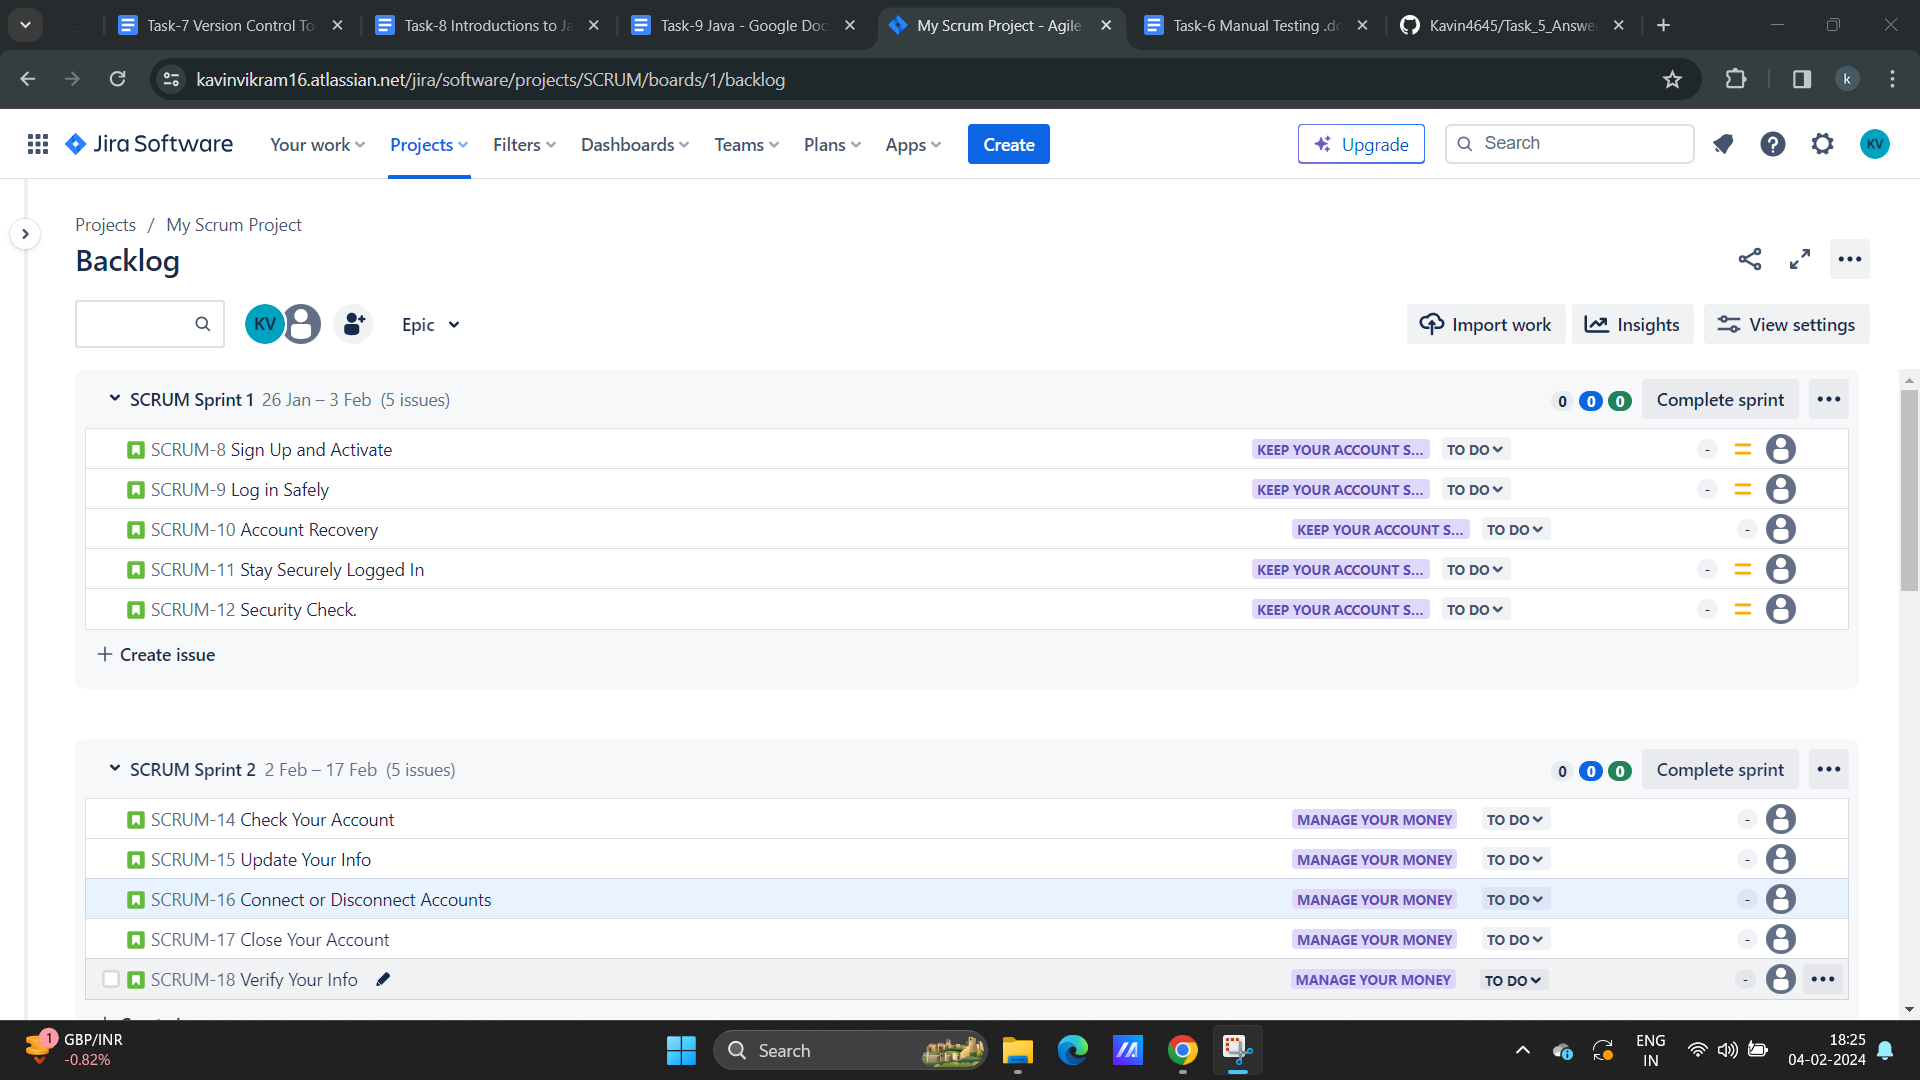 Task-7 Version Control To
Task-8 Introductions to Ja
Task-9 Java - Google Doc
My Scrum Project - Agile
Task-6 Manual Testing .do
Kavin4645/Task_5_Answe
kavinvikram16.atlassian.net/jira/software/projects/SCRUM/boards/1/backlog
k
Jira Software
Your work
Projects
Filters
Dashboards
Teams
Plans
Apps
Create
Upgrade
Search
KV
Projects / My Scrum Project
Backlog
KV
Epic
Import work
Insights
View settings
SCRUM Sprint 1 26 Jan – 3 Feb (5 issues)
0 0 0 Complete sprint
SCRUM-8 Sign Up and Activate KEEP YOUR ACCOUNT S... TO DO -
SCRUM-9 Log in Safely KEEP YOUR ACCOUNT S... TO DO -
SCRUM-10 Account Recovery KEEP YOUR ACCOUNT S... TO DO -
SCRUM-11 Stay Securely Logged In KEEP YOUR ACCOUNT S... TO DO -
SCRUM-12 Security Check. KEEP YOUR ACCOUNT S... TO DO -
+ Create issue
SCRUM Sprint 2 2 Feb – 17 Feb (5 issues)
0 0 0 Complete sprint
SCRUM-14 Check Your Account MANAGE YOUR MONEY TO DO -
SCRUM-15 Update Your Info MANAGE YOUR MONEY TO DO -
SCRUM-16 Connect or Disconnect Accounts MANAGE YOUR MONEY TO DO -
SCRUM-17 Close Your Account MANAGE YOUR MONEY TO DO -
SCRUM-18 Verify Your Info MANAGE YOUR MONEY TO DO -
1
GBP/INR
-0.82%
Search
ENG
IN
18:25
04-02-2024